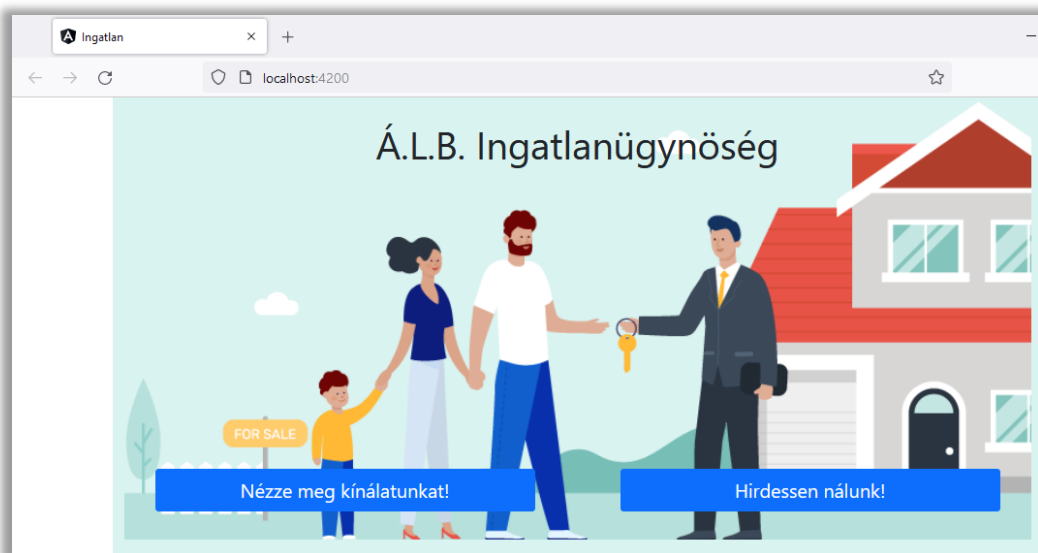 Ingatlan
localhost:4200
Á.L.B. Ingatlanügynöség
FOR SALE
Nézze meg kínálatunkat!
Hirdessen nálunk!